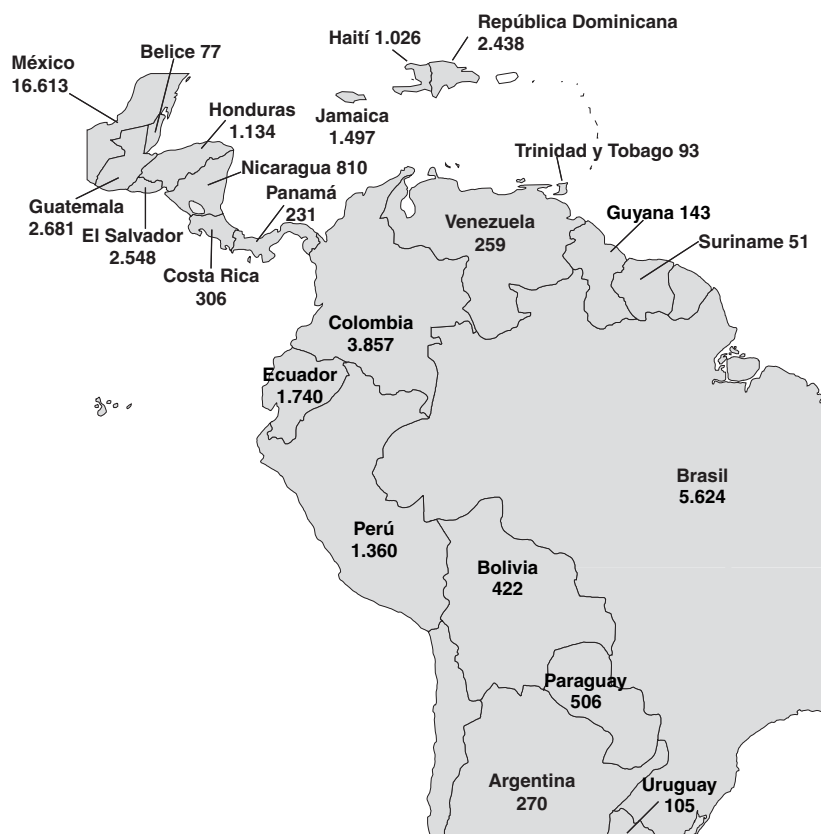 República Dominicana
2.438
Haití 1.026
Belice 77
México
16.613
Honduras
1.134
Jamaica
1.497
Trinidad y Tobago 93
Nicaragua 810
Panamá
231
Guatemala
2.681
El Salvador
2.548
Costa Rica
306
Venezuela
259
Guyana 143
Suriname 51
Colombia
3.857
Ecuador
1.740
Brasil
5.624
Perú
1.360
Bolivia
422
Paraguay
506
Argentina
270
Uruguay
105